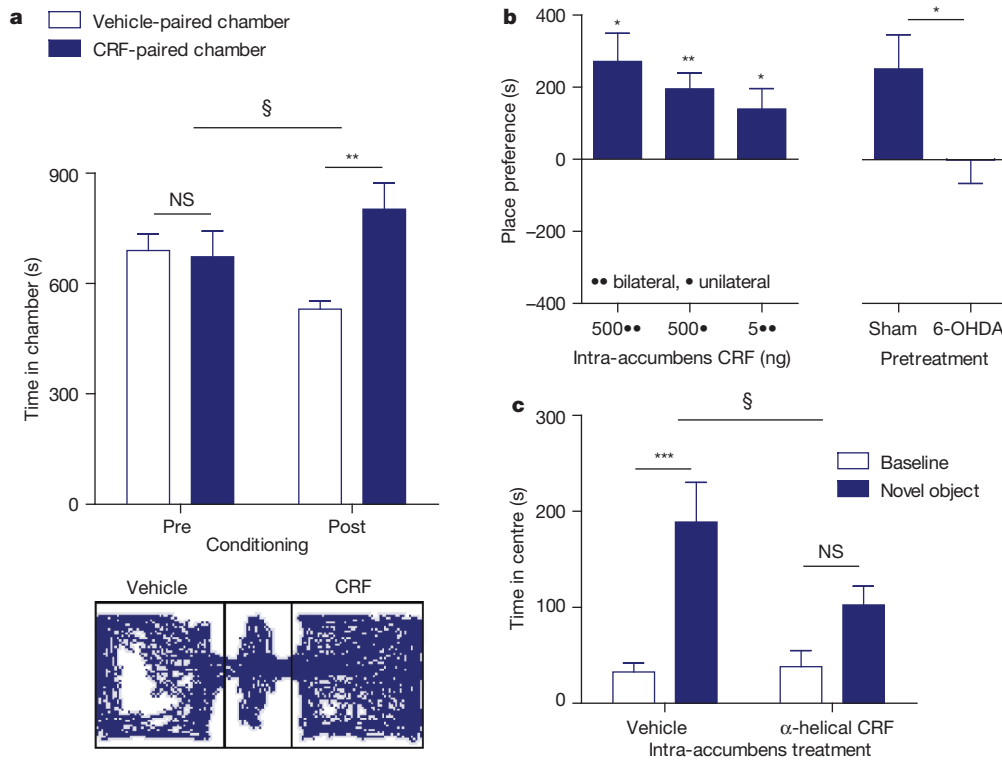 a
Vehicle-paired chamber
CRF-paired chamber
§
**
NS
900
600
300
0
Time in chamber (s)
Pre
Post
Conditioning
Vehicle
CRF
b
400
200
0
−200
−400
Place preference (s)
*
**
*
*
•• bilateral, • unilateral
500••
500•
5••
Intra-accumbens CRF (ng)
Sham
6-OHDA
Pretreatment
c
300
200
100
0
Time in centre (s)
§
***
NS
Baseline
Novel object
Vehicle
α-helical CRF
Intra-accumbens treatment